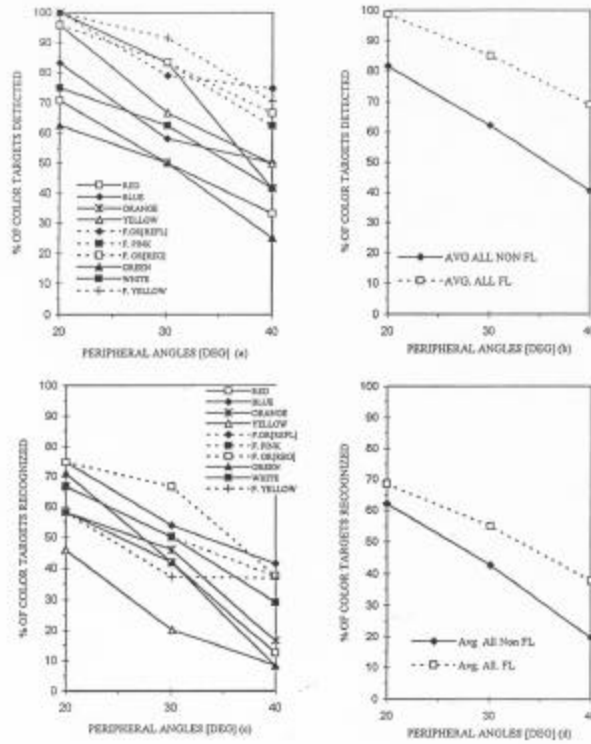 % OF COLOR TARGETS DETECTED
100
90
80
70
60
50
40
30
20
10
0
RED
BLUE
ORANGE
YELLOW
F.OR[REFL]
F. PINK
F. OR[REG]
GREEN
WHITE
F. YELLOW
20 30 40
PERIPHERAL ANGLES [DEG] (a)
% OF COLOR TARGETS DETECTED
100
90
80
70
60
50
40
30
20
10
0
AVG ALL NON FL
AVG. ALL FL
20 30 40
PERIPHERAL ANGLES [DEG] (b)
% OF COLOR TARGETS RECOGNIZED
100
90
80
70
60
50
40
30
20
10
0
RED
BLUE
ORANGE
YELLOW
F.OR[REFL]
F. PINK
F. OR[REG]
GREEN
WHITE
F. YELLOW
20 30 40
PERIPHERAL ANGLES [DEG] (c)
% OF COLOR TARGETS RECOGNIZED
100
90
80
70
60
50
40
30
20
10
0
Avg All Non FL
Avg. All. FL
20 30 40
PERIPHERAL ANGLES [DEG] (d)